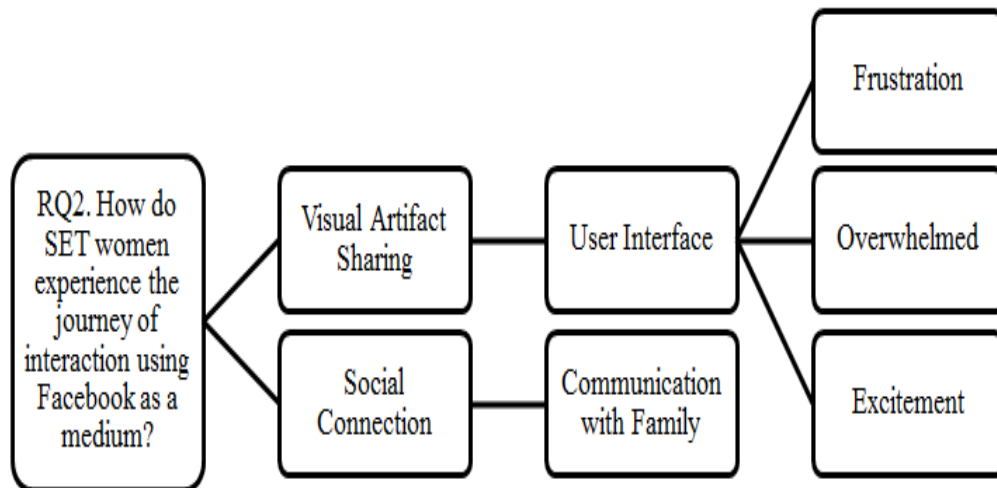 RQ2. How do
SET women
experience the
journey of
interaction using
Facebook as a
medium?
Visual Artifact
Sharing
Social
Connection
User Interface
Communication
with Family
Frustration
Overwhelmed
Excitement